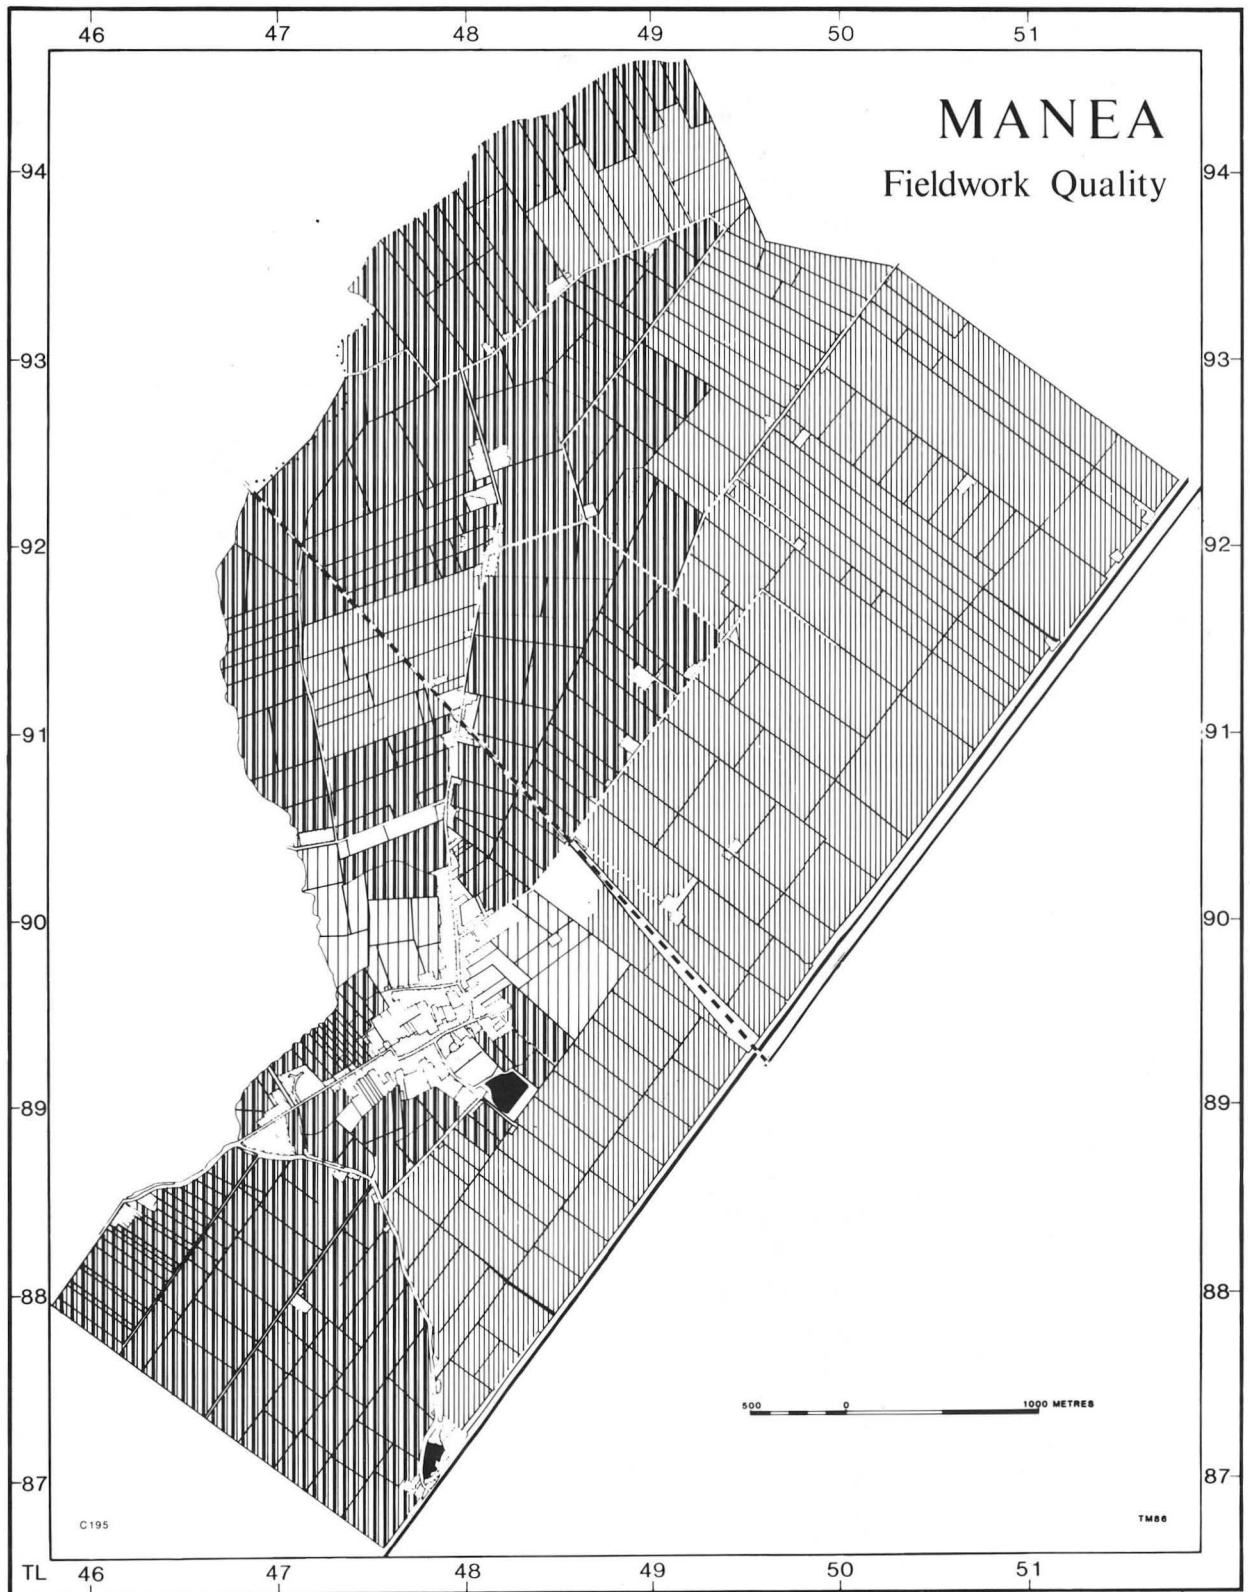 46 47 48 49 50 51
MANEA
Fieldwork Quality
94 94
93 93
92 92
91 91
90 90
89 89
88 88
500 0 1000 METRES
87 87
C195 TM86
TL 46 47 48 49 50 51